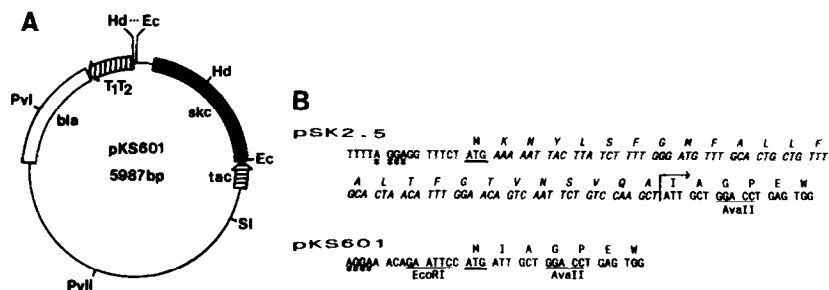 A
Hd ··· Ec
Hd
T1T2
skc
PvI
bla
pKS601
5987bp
Ec
tac
SI
PvII
B
pSK2.5
M K N Y L S F G M F A L L F
TTTTA GGAGG TTTCT ATG AAA AAT TAC TTA TCT TTT GGG ATG TTT GCA CTG CTG TTT
A L T F G T V N S V Q A I A G P E W
GCA CTA ACA TTT GGA ACA GTC AAT TCT GTC CAA GCT ATT GCT GGA CCT GAG TGG
AvaII
pKS601
M I A G P E W
AGGAA ACAGAATTCC ATG ATT GCT GGA CCT GAG TGG
EcoRI
AvaII